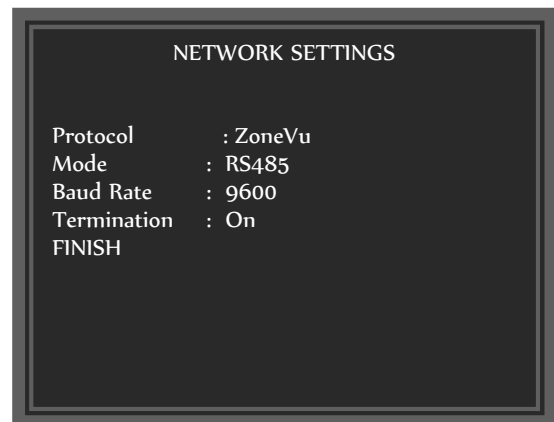 NETWORK SETTINGS
Protocol : ZoneVu
Mode : RS485
Baud Rate : 9600
Termination : On
FINISH